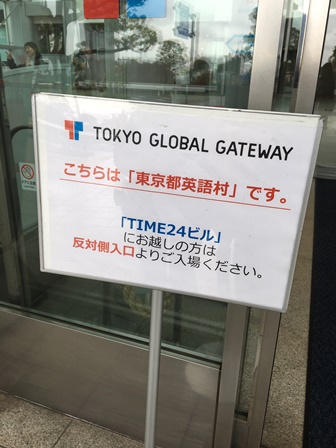 TOKYO GLOBAL GATEWAY
こちらは「東京都英語村」です。
「TIME24ビル」
にお越しの方は
反対側入口よりご入場ください。